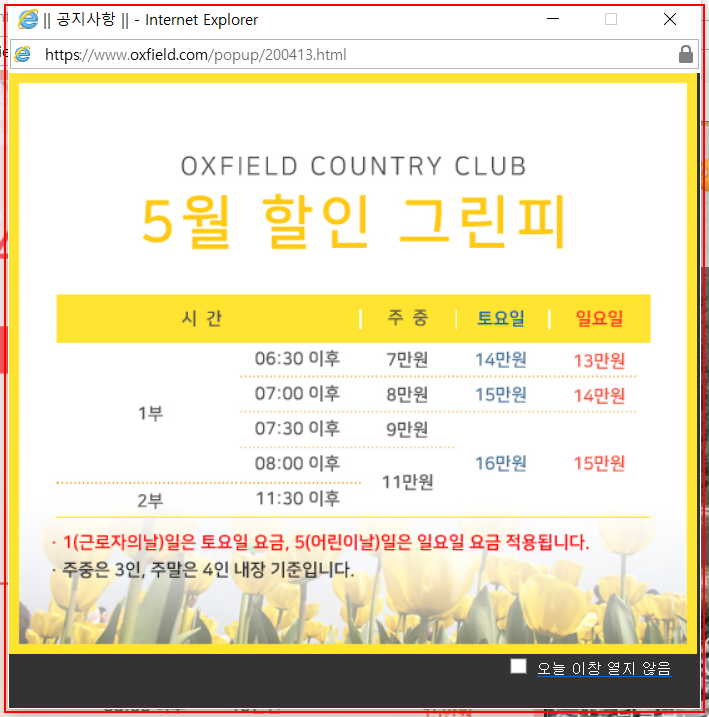 || 공지사항 || - Internet Explorer
https://www.oxfield.com/popup/200413.html
OXFIELD COUNTRY CLUB
5월 할인 그린피
시 간 주 중 토요일 일요일
06:30 이후 7만원 14만원 13만원
07:00 이후 8만원 15만원 14만원
1부
07:30 이후 9만원
08:00 이후 16만원 15만원
11만원
2부 11:30 이후
· 1(근로자의날)일은 토요일 요금, 5(어린이날)일은 일요일 요금 적용됩니다.
· 주중은 3인, 주말은 4인 내장 기준입니다.
오늘 이창 열지 않음